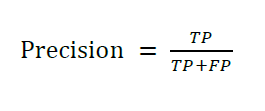 Precision = TP / TP+FP